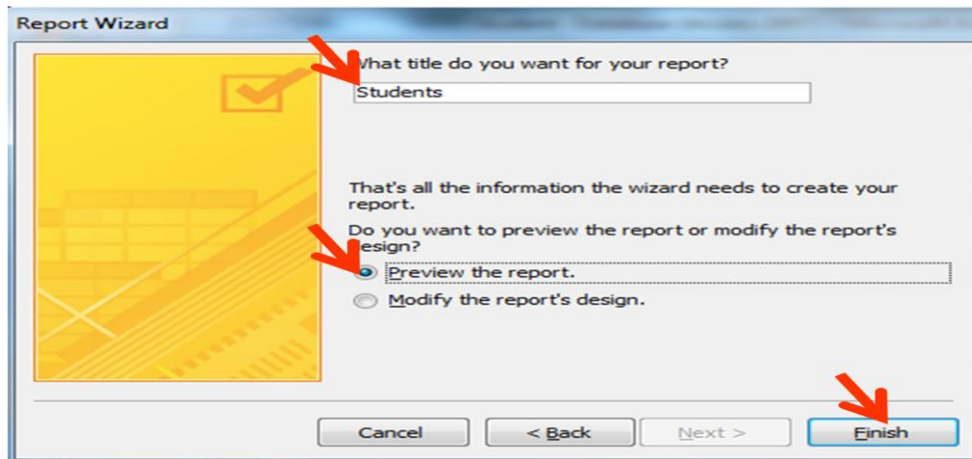 Report Wizard
What title do you want for your report?
Students
That's all the information the wizard needs to create your
report.
Do you want to preview the report or modify the report's
design?
Preview the report.
Modify the report's design.
Cancel
< Back
Next >
Finish